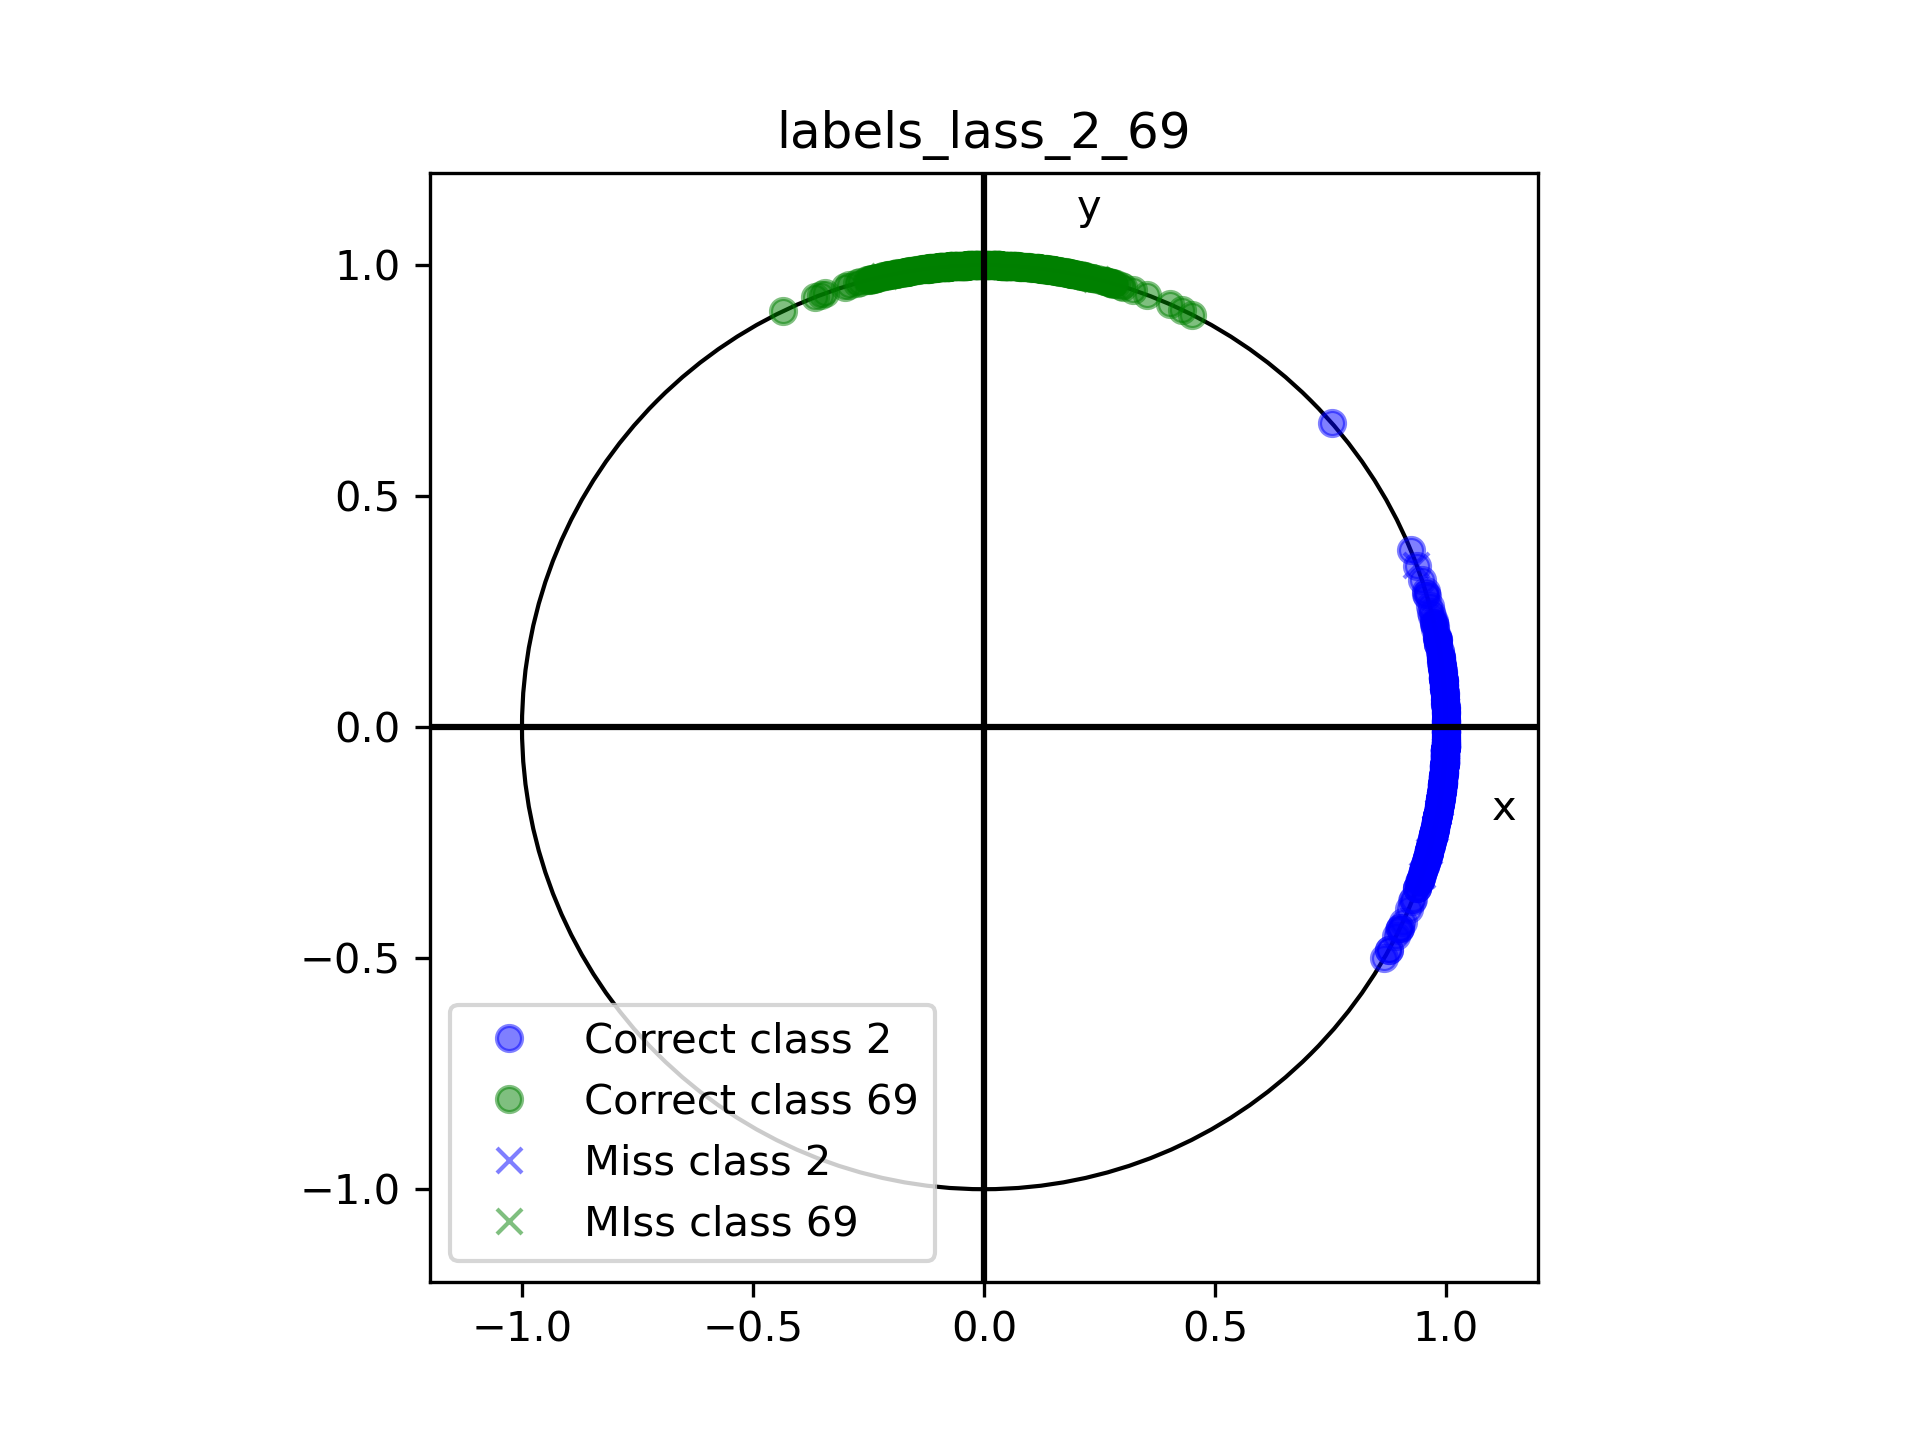 labels_lass_2_69
y
1.0
0.5
0.0
x
−0.5
−1.0
Correct class 2
Correct class 69
Miss class 2
MIss class 69
−1.0 −0.5 0.0 0.5 1.0